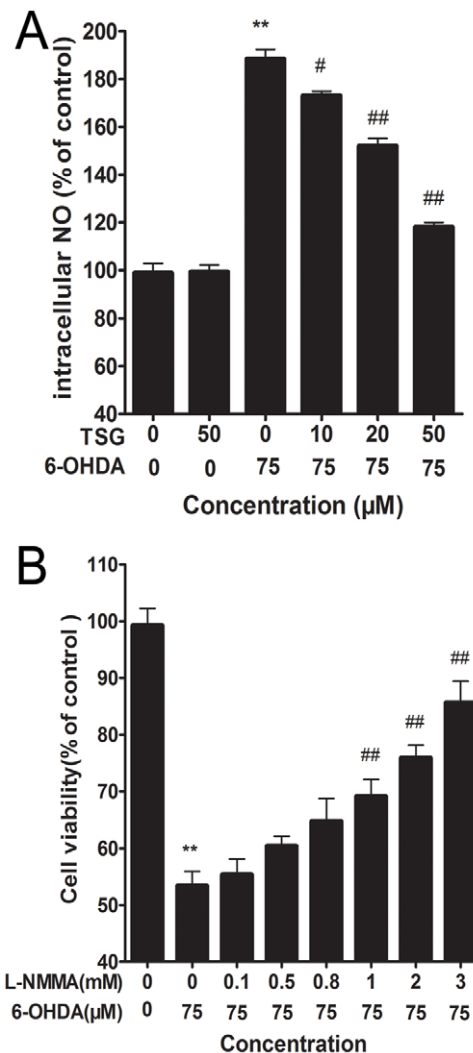 A
intracellular NO (% of control)
200
180
160
140
120
100
80
60
40
**
#
##
##
TSG 0 50 0 10 20 50
6-OHDA 0 0 75 75 75 75
Concentration (μM)
B
Cell viability(% of control )
110
100
90
80
70
60
50
40
**
##
##
##
L-NMMA(mM) 0 0 0.1 0.5 0.8 1 2 3
6-OHDA(μM) 0 75 75 75 75 75 75 75
Concentration